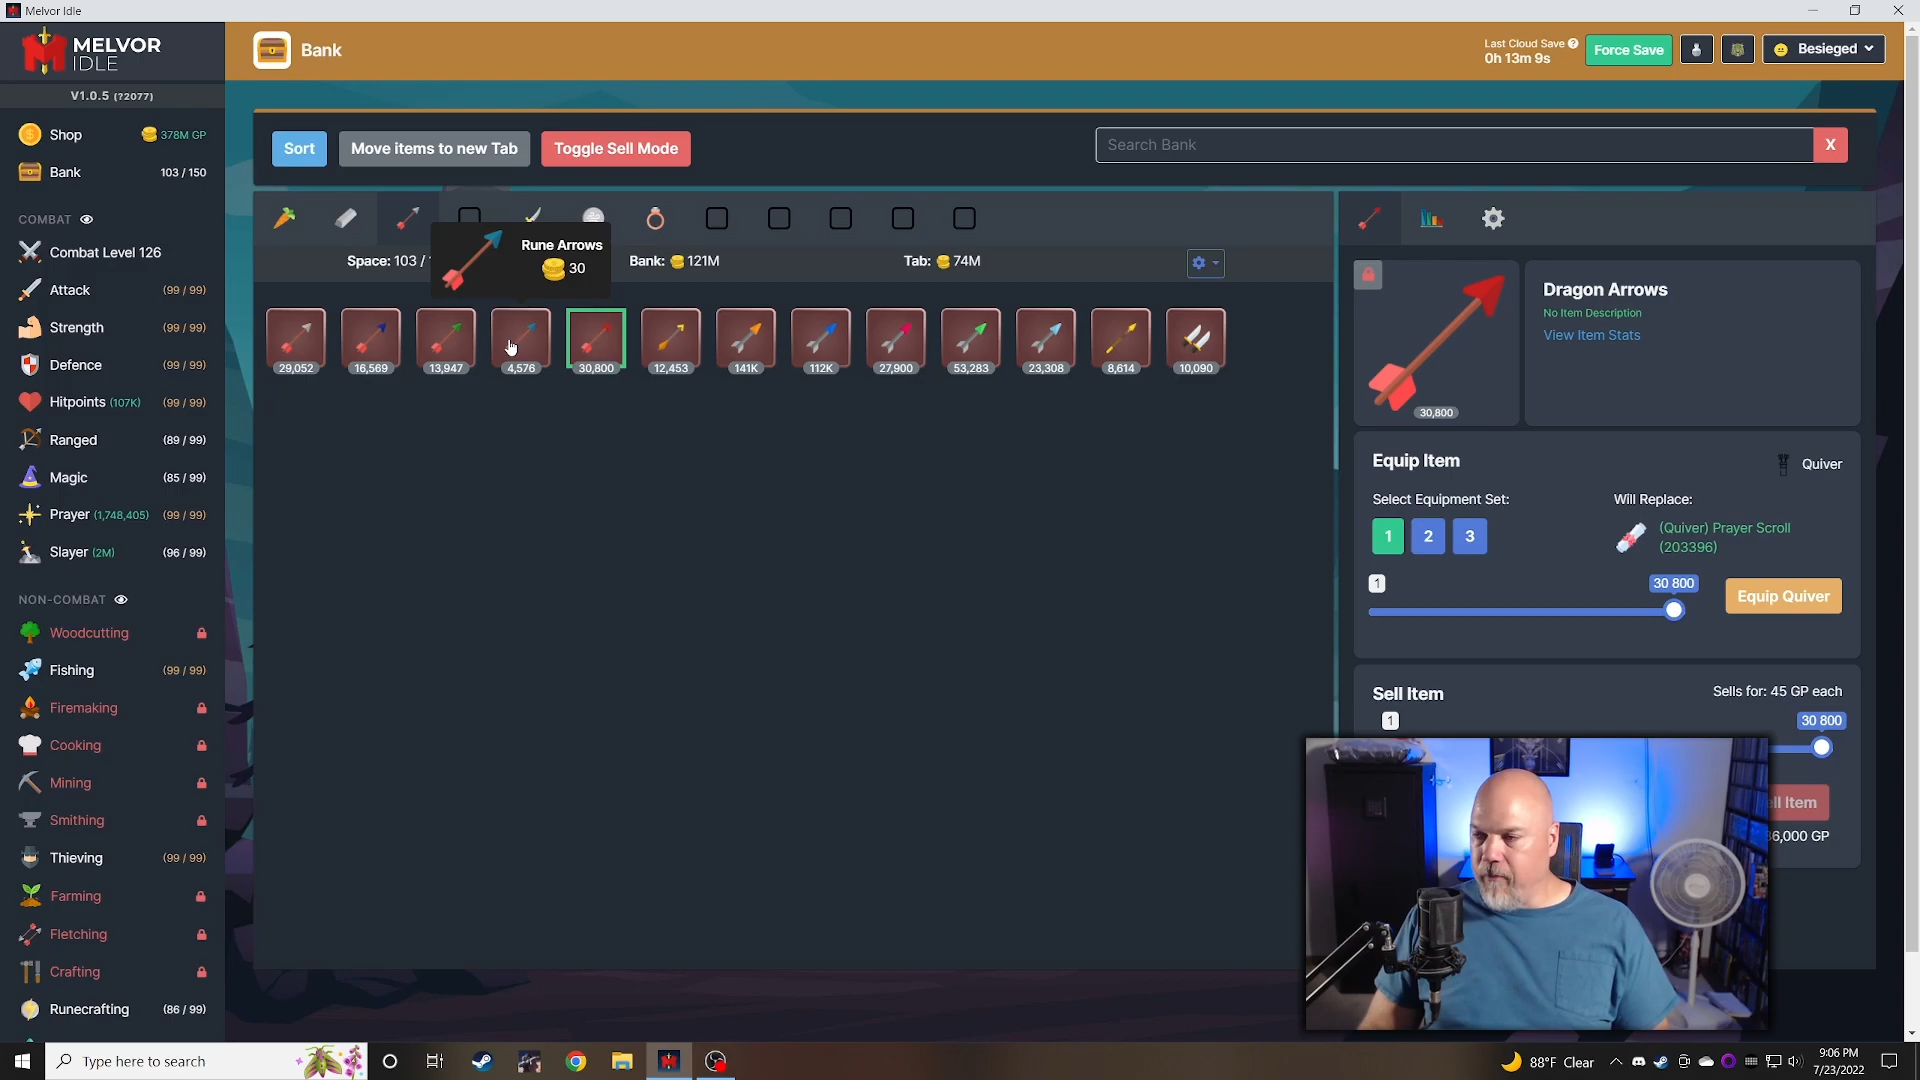 Melvor Idle
MELVOR
IDLE
V1.0.5 (?2077)
Shop 378M GP
Bank 103 / 150
COMBAT
Combat Level 126
Attack (99 / 99)
Strength (99 / 99)
Defence (99 / 99)
Hitpoints (107K) (99 / 99)
Ranged (89 / 99)
Magic (85 / 99)
Prayer (1,748,405) (99 / 99)
Slayer (2M) (96 / 99)
NON-COMBAT
Woodcutting
Fishing (99 / 99)
Firemaking
Cooking
Mining
Smithing
Thieving (99 / 99)
Farming
Fletching
Crafting
Runecrafting (86 / 99)
Bank
Last Cloud Save
0h 13m 9s
Force Save
Besieged
Sort
Move items to new Tab
Toggle Sell Mode
Search Bank
X
Rune Arrows
30
Space: 103 /
Bank: 121M
Tab: 74M
29,052 16,569 13,947 4,576 30,800 12,453 141K 112K 27,900 53,283 23,308 8,614 10,090
30,800
Dragon Arrows
No Item Description
View Item Stats
Equip Item
Quiver
Select Equipment Set:
Will Replace:
1 2 3
(Quiver) Prayer Scroll
(203396)
1
30 800
Equip Quiver
Sell Item
Sells for: 45 GP each
1
30 800
ell Item
6,000 GP
Type here to search
88°F Clear
9:06 PM
7/23/2022